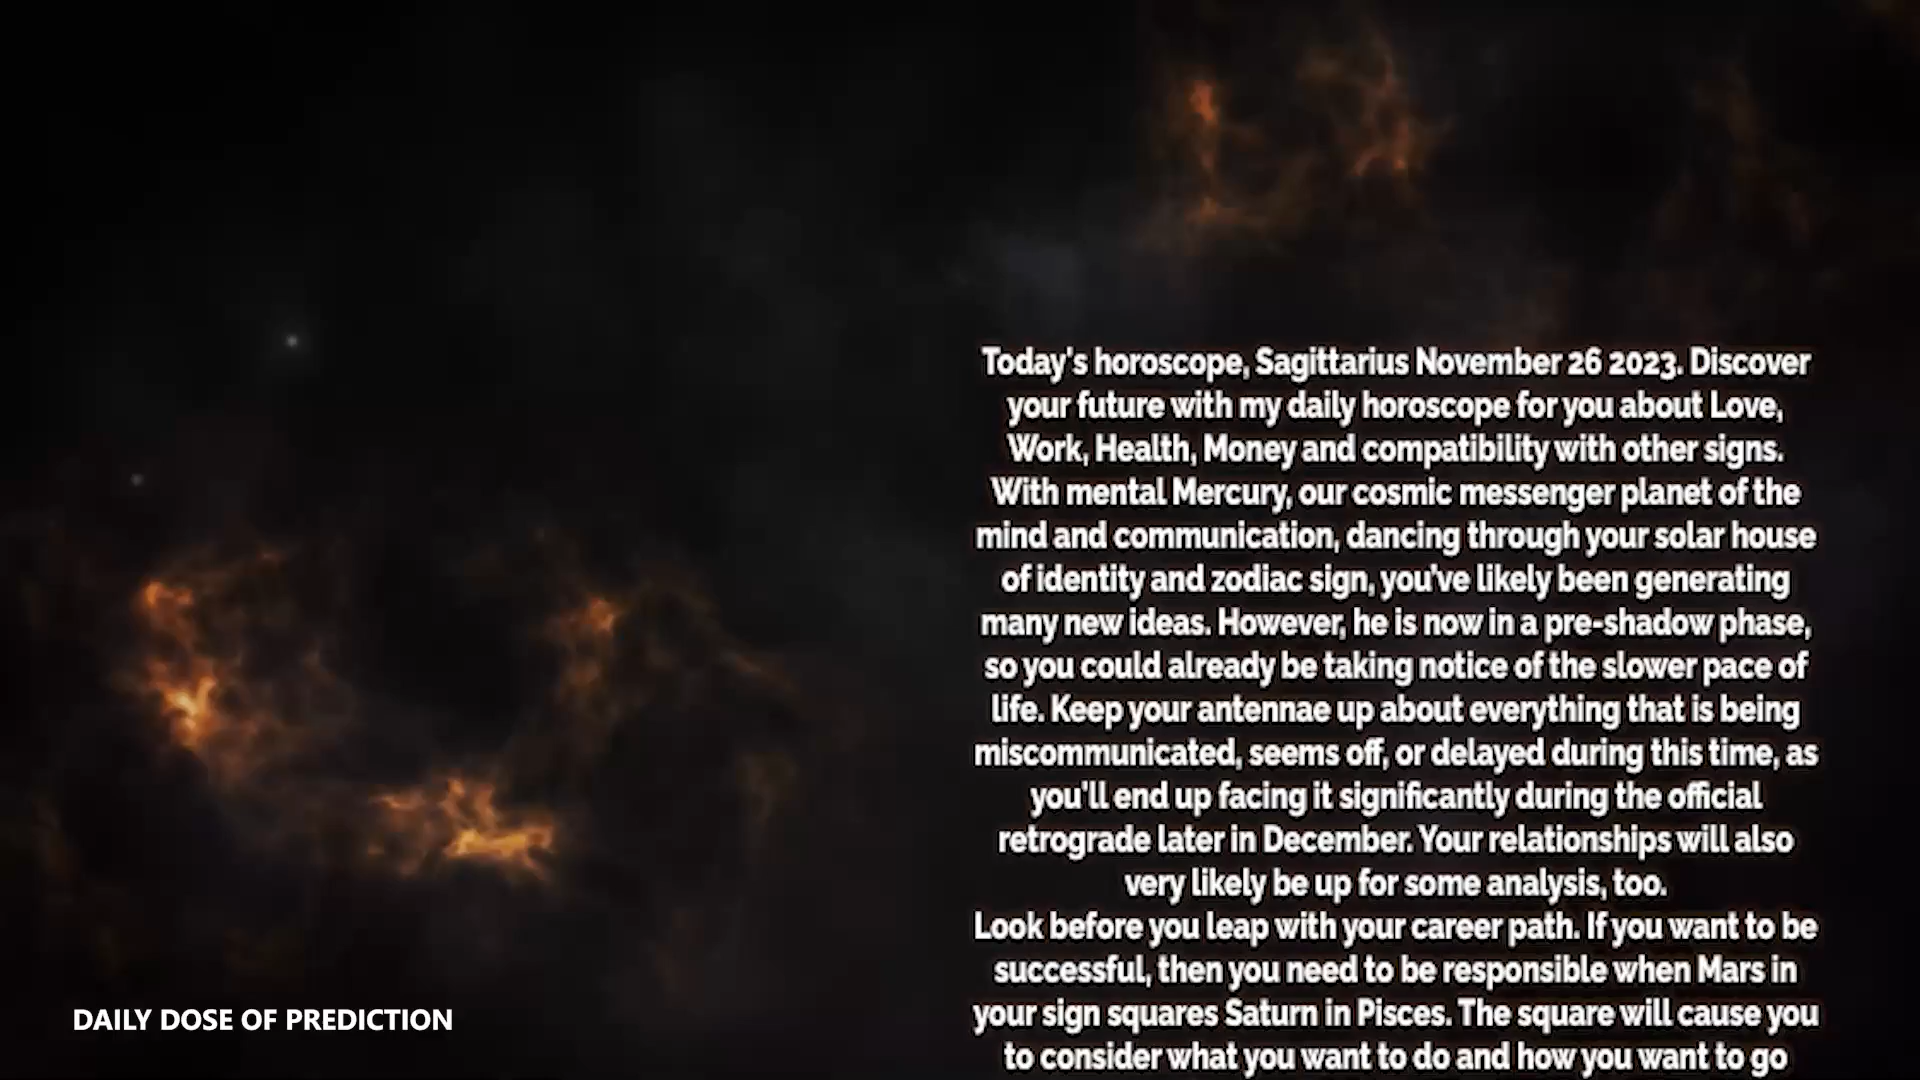 Today's horoscope, Sagittarius November 26 2023. Discover
your future with my daily horoscope for you about Love,
Work, Health, Money and compatibility with other signs.
With mental Mercury, our cosmic messenger planet of the
mind and communication, dancing through your solar house
of identity and zodiac sign, you've likely been generating
many new ideas. However, he is now in a pre-shadow phase,
so you could already be taking notice of the slower pace of
life. Keep your antennae up about everything that is being
miscommunicated, seems off, or delayed during this time, as
you'll end up facing it significantly during the official
retrograde later in December. Your relationships will also
very likely be up for some analysis, too.
Look before you leap with your career path. If you want to be
successful, then you need to be responsible when Mars in
your sign squares Saturn in Pisces. The square will cause you
to consider what you want to do and how you want to go
DAILY DOSE OF PREDICTION